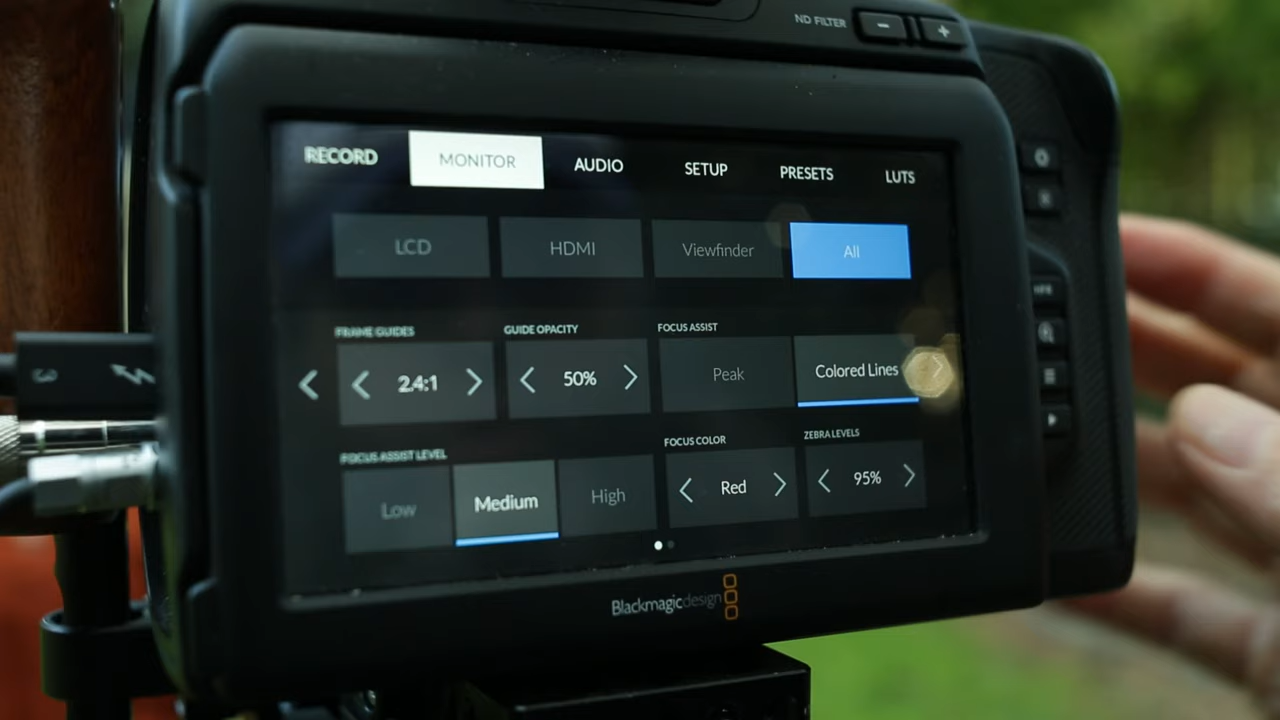 ND FILTER
RECORD MONITOR AUDIO SETUP PRESETS LUTS
LCD HDMI Viewfinder All
FRAME GUIDES GUIDE OPACITY FOCUS ASSIST
2.4:1 50% Peak Colored Lines
FOCUS ASSIST LEVEL FOCUS COLOR ZEBRA LEVELS
Low Medium High Red 95%
Blackmagicdesign
HFR